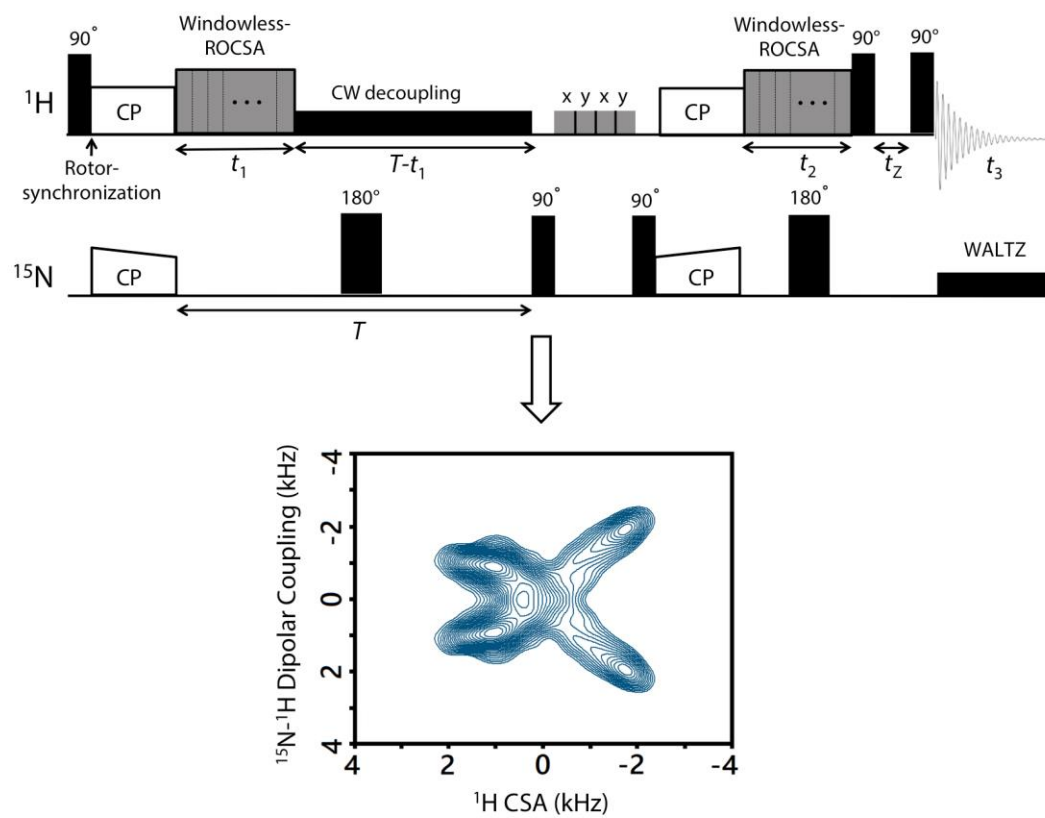 90° Windowless- Windowless- 90° 90°
ROCSA ROCSA
¹H CP • • • CW decoupling x y x y CP • • •
t₁ T-t₁ t₂ tZ t₃
Rotor-
synchronization
180° 90° 90° 180°
¹⁵N CP CP WALTZ
T
¹⁵N-¹H Dipolar Coupling (kHz)
-4
-2
0
2
4
4 2 0 -2 -4
¹H CSA (kHz)